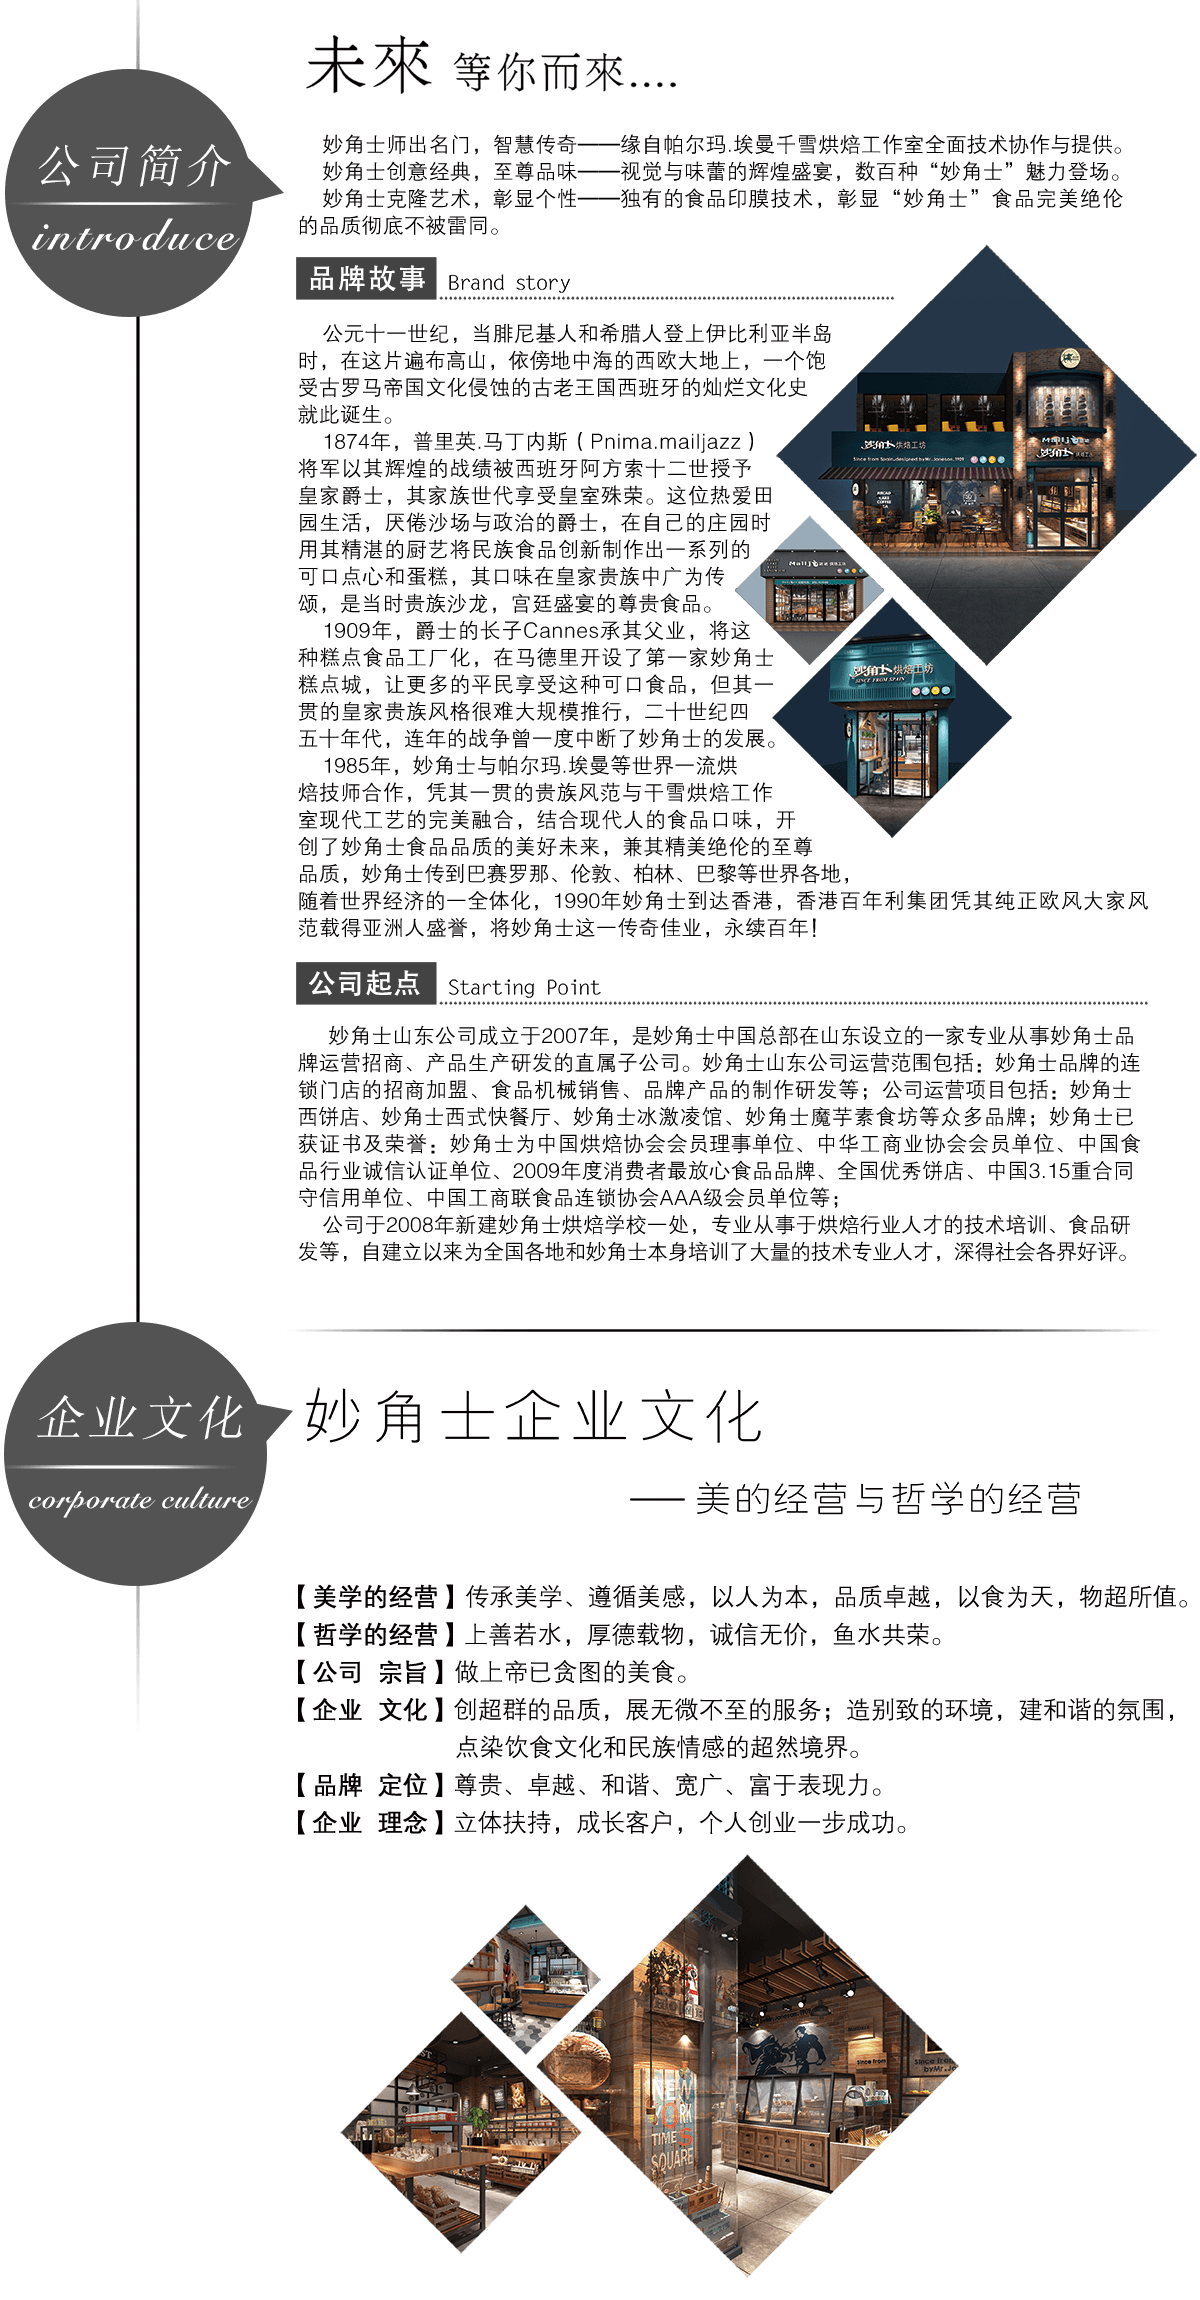 未來 等你而來....
公司简介
introduce
妙角士师出名门，智慧传奇——缘自帕尔玛.埃曼千雪烘焙工作室全面技术协作与提供。
妙角士创意经典，至尊品味——视觉与味蕾的辉煌盛宴，数百种“妙角士”魅力登场。
妙角士克隆艺术，彰显个性——独有的食品印膜技术，彰显“妙角士”食品完美绝伦
的品质彻底不被雷同。
品牌故事 Brand story
公元十一世纪，当腓尼基人和希腊人登上伊比利亚半岛
时，在这片遍布高山，依傍地中海的西欧大地上，一个饱
受古罗马帝国文化侵蚀的古老王国西班牙的灿烂文化史
就此诞生。
1874年，普里英.马丁内斯（Pnima.mailjazz）
将军以其辉煌的战绩被西班牙阿方索十二世授予
皇家爵士，其家族世代享受皇室殊荣。这位热爱田
园生活，厌倦沙场与政治的爵士，在自己的庄园时
用其精湛的厨艺将民族食品创新制作出一系列的
可口点心和蛋糕，其口味在皇家贵族中广为传
颂，是当时贵族沙龙，宫廷盛宴的尊贵食品。
1909年，爵士的长子Cannes承其父业，将这
种糕点食品工厂化，在马德里开设了第一家妙角士
糕点城，让更多的平民享受这种可口食品，但其一
贯的皇家贵族风格很难大规模推行，二十世纪四
五十年代，连年的战争曾一度中断了妙角士的发展。
1985年，妙角士与帕尔玛.埃曼等世界一流烘
焙技师合作，凭其一贯的贵族风范与干雪烘焙工作
室现代工艺的完美融合，结合现代人的食品口味，开
创了妙角士食品品质的美好未来，兼其精美绝伦的至尊
品质，妙角士传到巴赛罗那、伦敦、柏林、巴黎等世界各地，
随着世界经济的一全体化，1990年妙角士到达香港，香港百年利集团凭其纯正欧风大家风
范载得亚洲人盛誉，将妙角士这一传奇佳业，永续百年！
妙角士 烘焙工坊
Since from Spain,designed by Mr.Janeson.1909
Mailjazz
妙角士 烘焙工坊
Mailjazz
妙角士 烘焙工坊
SINCE FROM SPAIN
公司起点 Starting Point
妙角士山东公司成立于2007年，是妙角士中国总部在山东设立的一家专业从事妙角士品
牌运营招商、产品生产研发的直属子公司。妙角士山东公司运营范围包括：妙角士品牌的连
锁门店的招商加盟、食品机械销售、品牌产品的制作研发等；公司运营项目包括：妙角士
西饼店、妙角士西式快餐厅、妙角士冰激凌馆、妙角士魔芋素食坊等众多品牌；妙角士已
获证书及荣誉：妙角士为中国烘焙协会会员理事单位、中华工商业协会会员单位、中国食
品行业诚信认证单位、2009年度消费者最放心食品品牌、全国优秀饼店、中国3.15重合同
守信用单位、中国工商联食品连锁协会AAA级会员单位等；
公司于2008年新建妙角士烘焙学校一处，专业从事于烘焙行业人才的技术培训、食品研
发等，自建立以来为全国各地和妙角士本身培训了大量的技术专业人才，深得社会各界好评。
企业文化
corporate culture
妙角士企业文化
—— 美的经营与哲学的经营
【美学的经营】传承美学、遵循美感，以人为本，品质卓越，以食为天，物超所值。
【哲学的经营】上善若水，厚德载物，诚信无价，鱼水共荣。
【公司 宗旨】做上帝已贪图的美食。
【企业 文化】创超群的品质，展无微不至的服务；造别致的环境，建和谐的氛围，
点染饮食文化和民族情感的超然境界。
【品牌 定位】尊贵、卓越、和谐、宽广、富于表现力。
【企业 理念】立体扶持，成长客户，个人创业一步成功。
Since from
NEW
YORK
TIMES
SQUARE